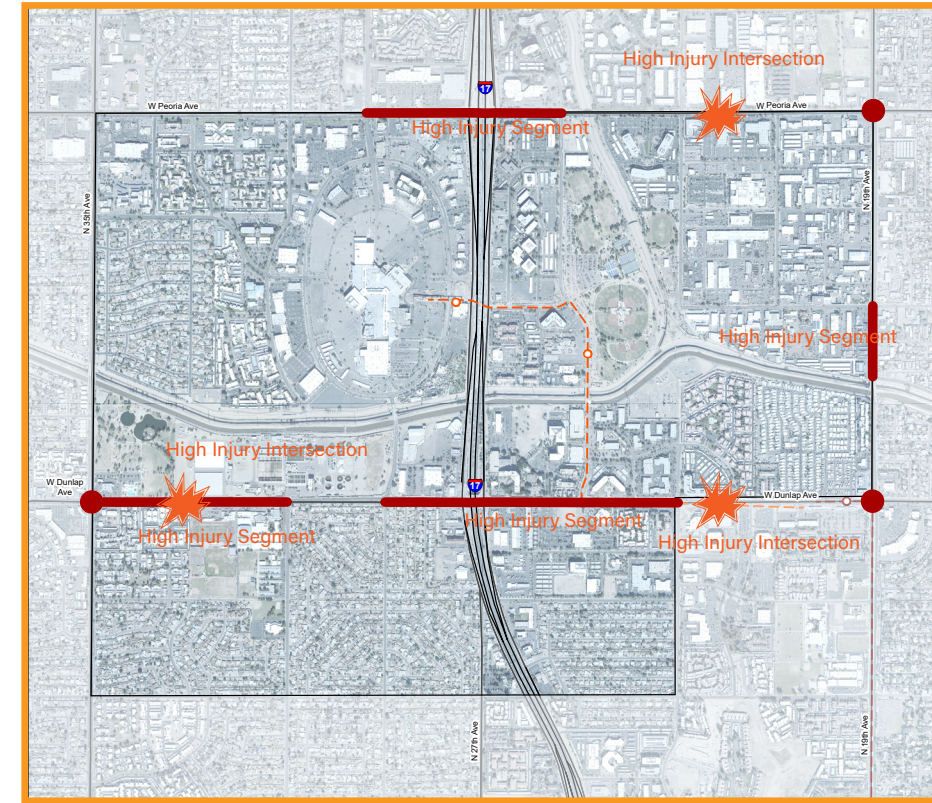 High Injury Intersection
17
W Peoria Ave
W Peoria Ave
High Injury Segment
N 35th Ave
N 19th Ave
High Injury Segment
High Injury Intersection
W Dunlap
Ave
17
W Dunlap Ave
High Injury Segment
High Injury Segment
High Injury Intersection
N 27th Ave
N 19th Ave